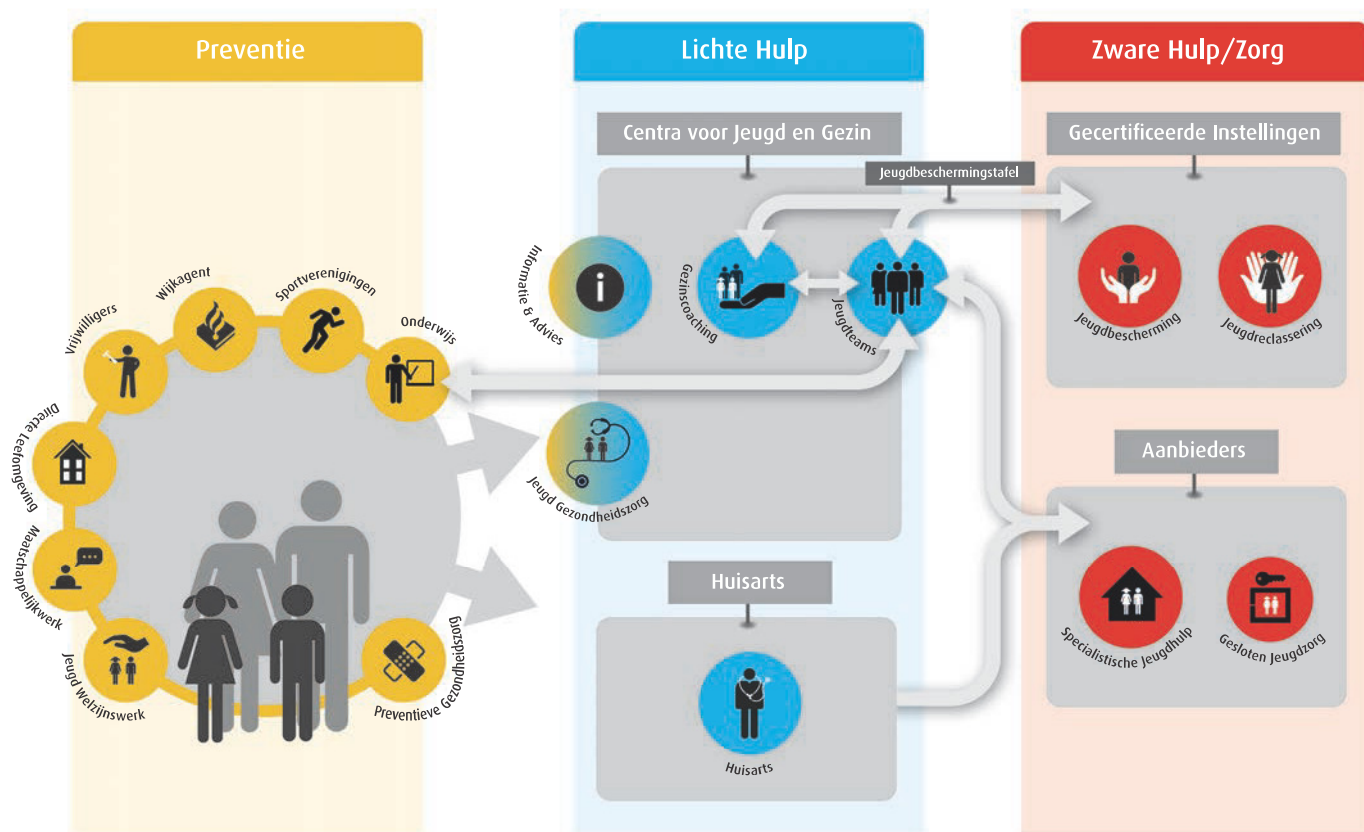 Preventie
Lichte Hulp
Zware Hulp/Zorg
Centra voor Jeugd en Gezin
Gecertificeerde Instellingen
Jeugdbeschermingstafel
Informatie & Advies
Gezinscoaching
Jeugdteams
Jeugdbescherming
Jeugdreclassering
Vrijwilligers
Wijkagent
Sportverenigingen
Onderwijs
Directe Leefomgeving
Maatschappelijkwerk
Jeugd Welzijnswerk
Preventieve Gezondheidszorg
Jeugd Gezondheidszorg
Aanbieders
Specialistische Jeugdhulp
Gesloten Jeugdzorg
Huisarts
Huisarts